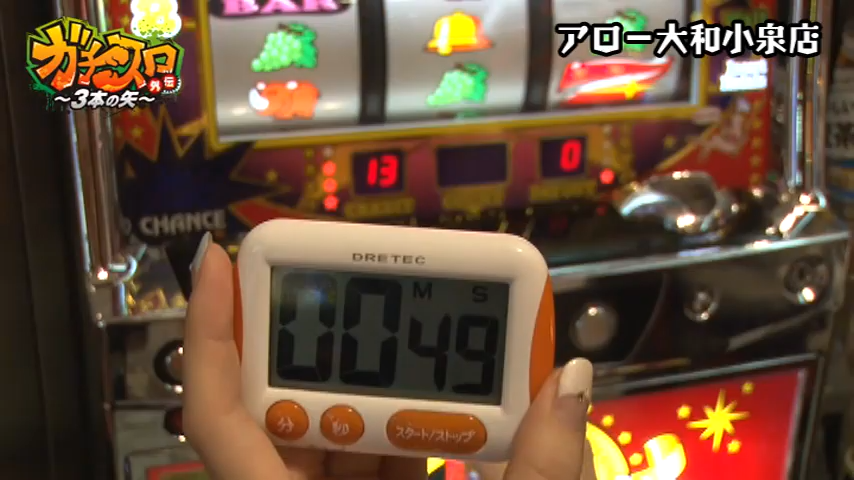 BAR
アロー大和小泉店
ガチスロ
外伝
～3本の矢～
13
0
CHANCE
DRETEC
M S
00 49
分
秒
スタート/ストップ